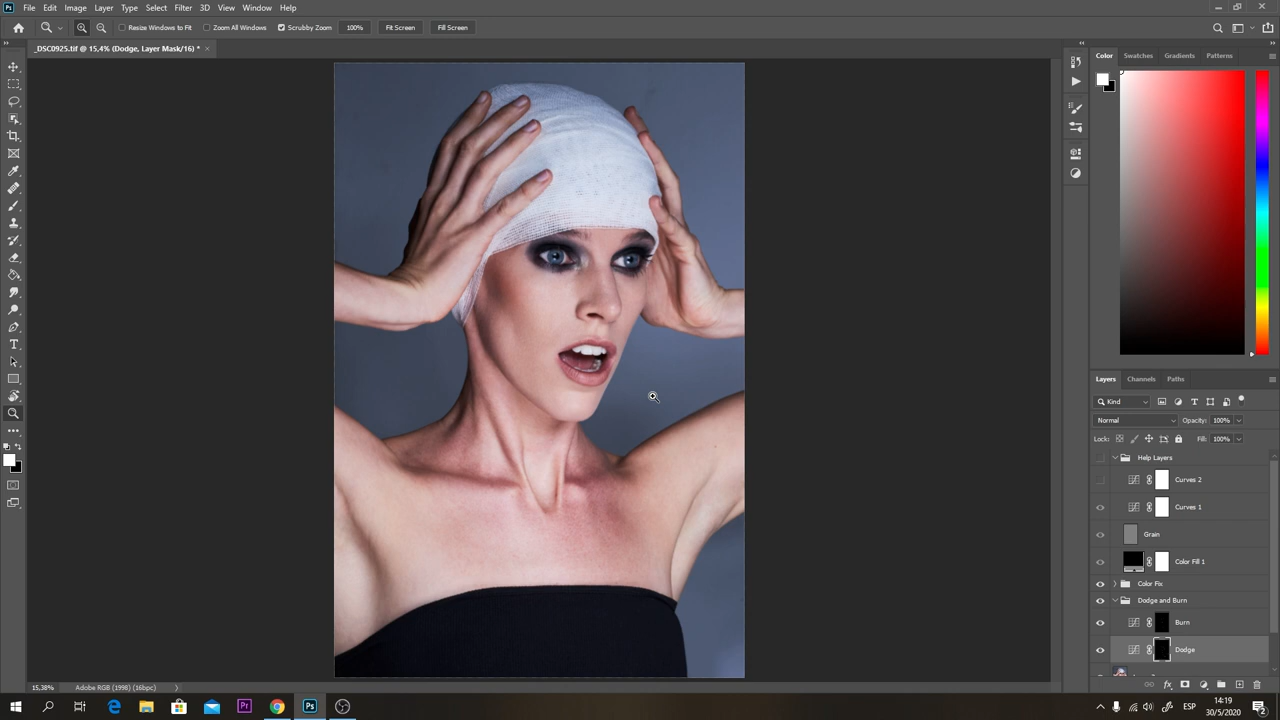 Ps File Edit Image Layer Type Select Filter 3D View Window Help
Resize Windows to Fit Zoom All Windows Scrubby Zoom 100% Fit Screen Fill Screen
_DSC0925.tif @ 15,4% (Dodge, Layer Mask/16) * ×
Color Swatches Gradients Patterns
Layers Channels Paths
Kind
Normal Opacity: 100%
Lock: Fill: 100%
Help Layers
Curves 2
Curves 1
Grain
Color Fill 1
Color Fix
Dodge and Burn
Burn
Dodge
15,38% Adobe RGB (1998) (16bpc)
Pr Ps ESP 14:19
30/5/2020 2